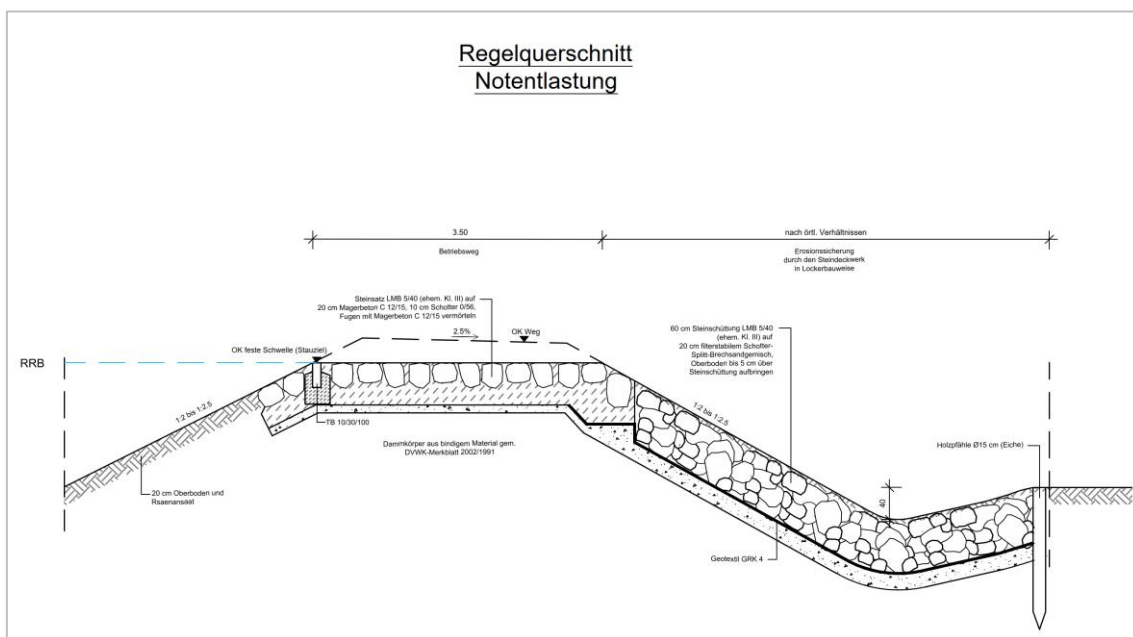 Regelquerschnitt
Notentlastung
3.50
nach örtl. Verhältnissen
Betriebsweg
Erosionssicherung
durch den Steindeckwerk
in Lockerbauweise
Steinsatz LMB 5/40 (ehem. Kl. III) auf
20 cm Magerbeton C 12/15, 10 cm Schotter 0/56,
Fugen mit Magerbeton C 12/15 vermörteln
2.5%
OK Weg
60 cm Steinschüttung LMB 5/40
(ehem. Kl. III) auf
20 cm filterstabilem Schotter-
Splitt-Brechsandgemisch,
Oberboden bis 5 cm über
Steinschüttung aufbringen
OK feste Schwelle (Stauziel)
RRB
1:2 bis 1:2.5
1:2 bis 1:2.5
TB 10/30/100
Dammkörper aus bindigem Material gem.
DVWK-Merkblatt 2002/1991
Holzpfähle Ø15 cm (Eiche)
20 cm Oberboden und
Rsaenansaat
40
Geotextil GRK 4